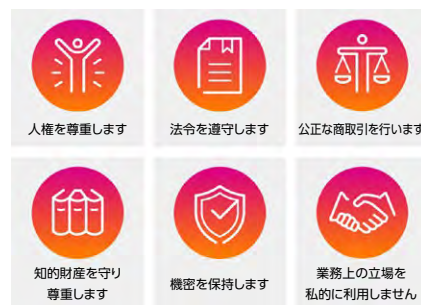 人権を尊重します
法令を遵守します
公正な商取引を行います
知的財産を守り
尊重します
機密を保持します
業務上の立場を
私的に利用しません